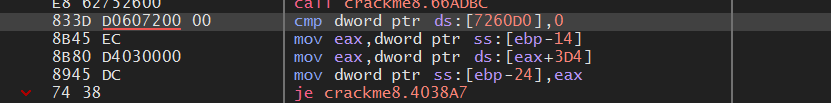 E8 62752600 call crackme8.66ADBC
833D D0607200 00 cmp dword ptr ds:[7260D0],0
8B45 EC mov eax,dword ptr ss:[ebp-14]
8B80 D4030000 mov eax,dword ptr ds:[eax+3D4]
8945 DC mov dword ptr ss:[ebp-24],eax
74 38 je crackme8.4038A7